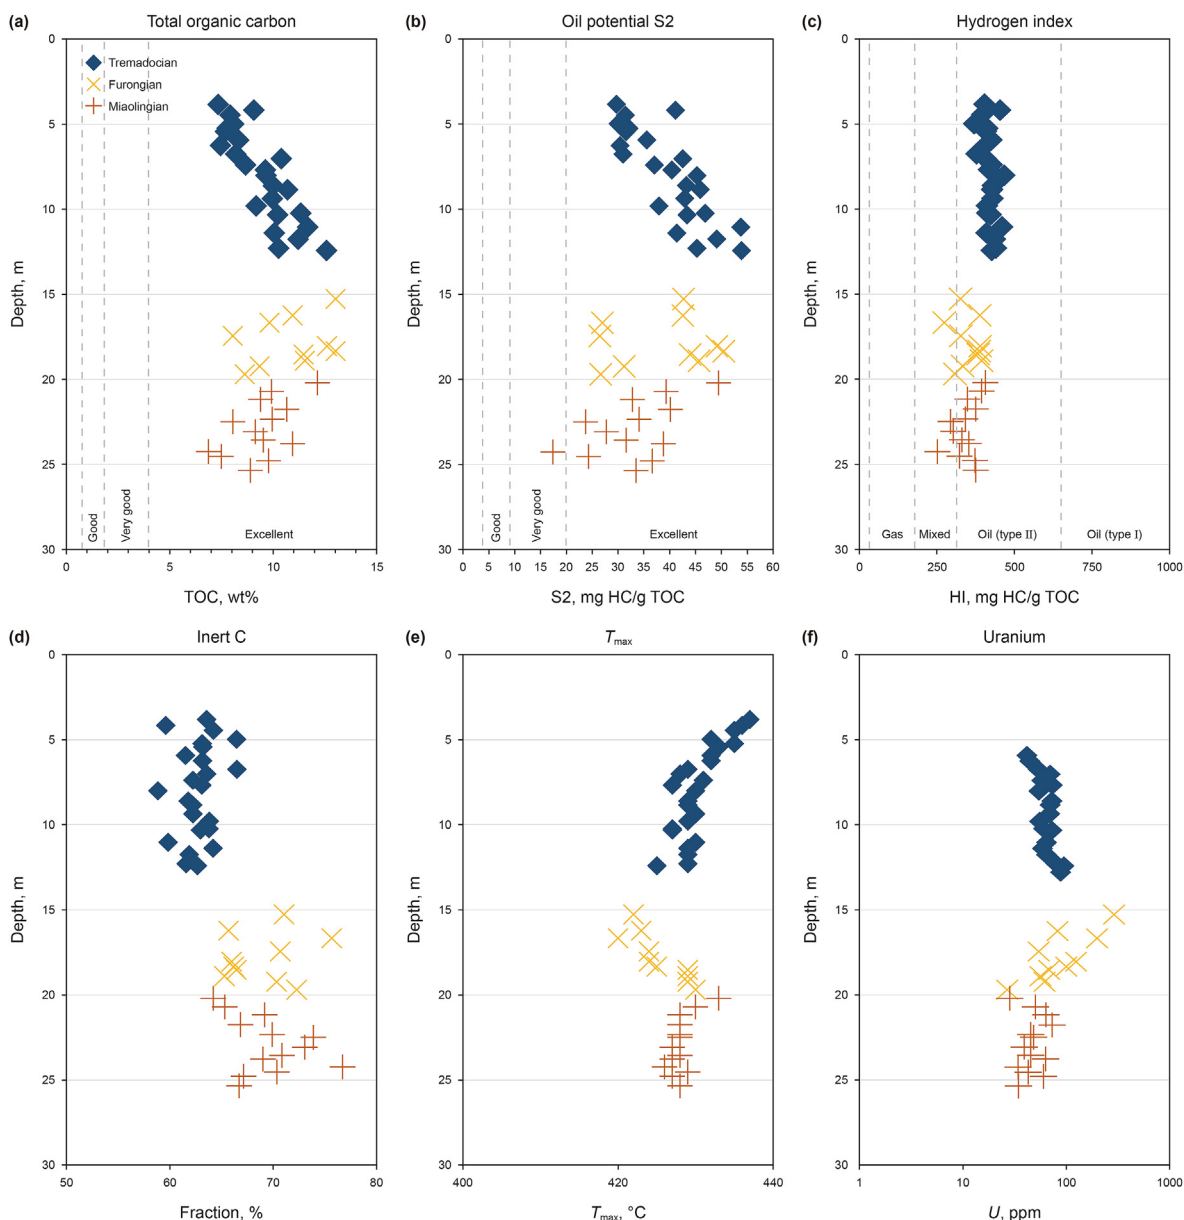 (a) Total organic carbon
0
5
10
15
20
25
30
Depth, m
Tremadocian
Furongian
Miaolingian
Good
Very good
Excellent
0 5 10 15
TOC, wt%
(b) Oil potential S2
0
5
10
15
20
25
30
Depth, m
Good
Very good
Excellent
0 5 10 15 20 25 30 35 40 45 50 55 60
S2, mg HC/g TOC
(c) Hydrogen index
0
5
10
15
20
25
30
Depth, m
Gas Mixed Oil (type II) Oil (type I)
0 250 500 750 1000
HI, mg HC/g TOC
(d) Inert C
0
5
10
15
20
25
30
Depth, m
50 60 70 80
Fraction, %
(e) Tmax
0
5
10
15
20
25
30
Depth, m
400 420 440
Tmax, °C
(f) Uranium
0
5
10
15
20
25
30
Depth, m
1 10 100 1000
U, ppm